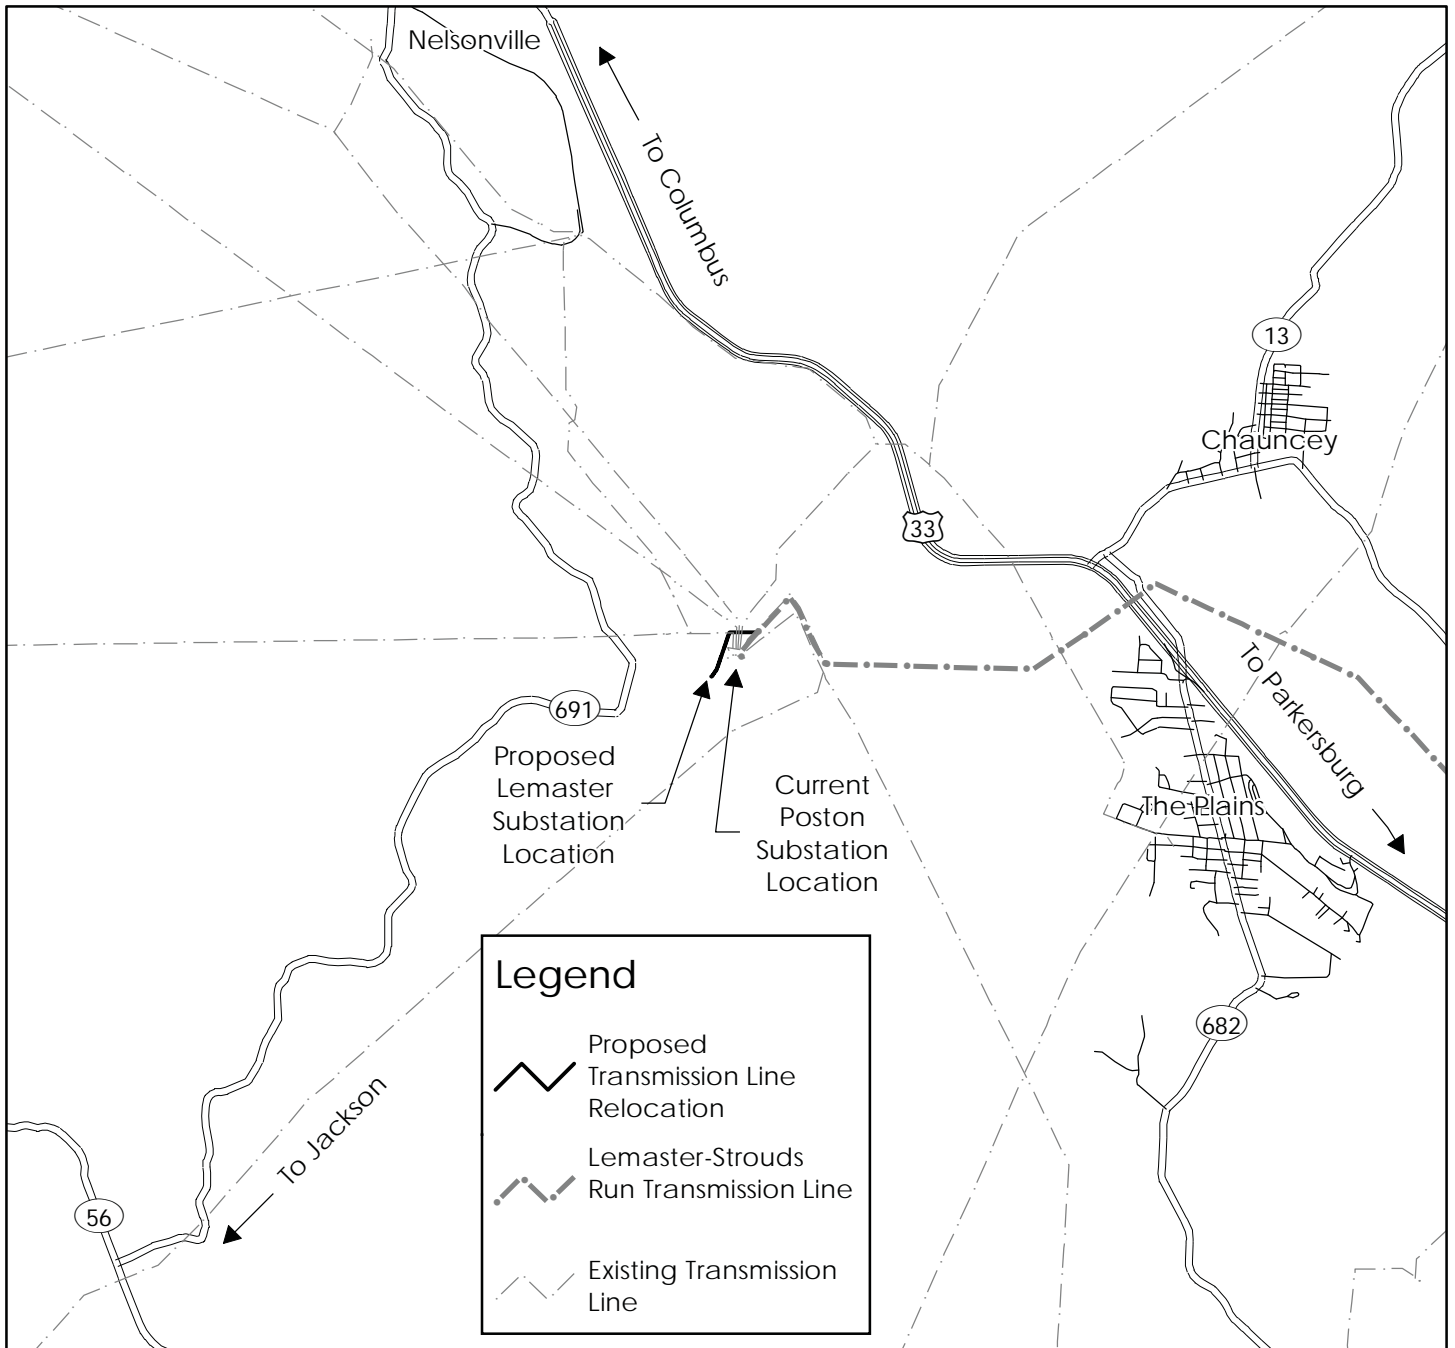 Nelsonville
To Columbus
13
Chauncey
33
To Parkersburg
691
Proposed
Lemaster
Substation
Location
Current
Poston
Substation
Location
The Plains
682
To Jackson
56
Legend
Proposed
Transmission Line
Relocation
Lemaster-Strouds
Run Transmission Line
Existing Transmission
Line